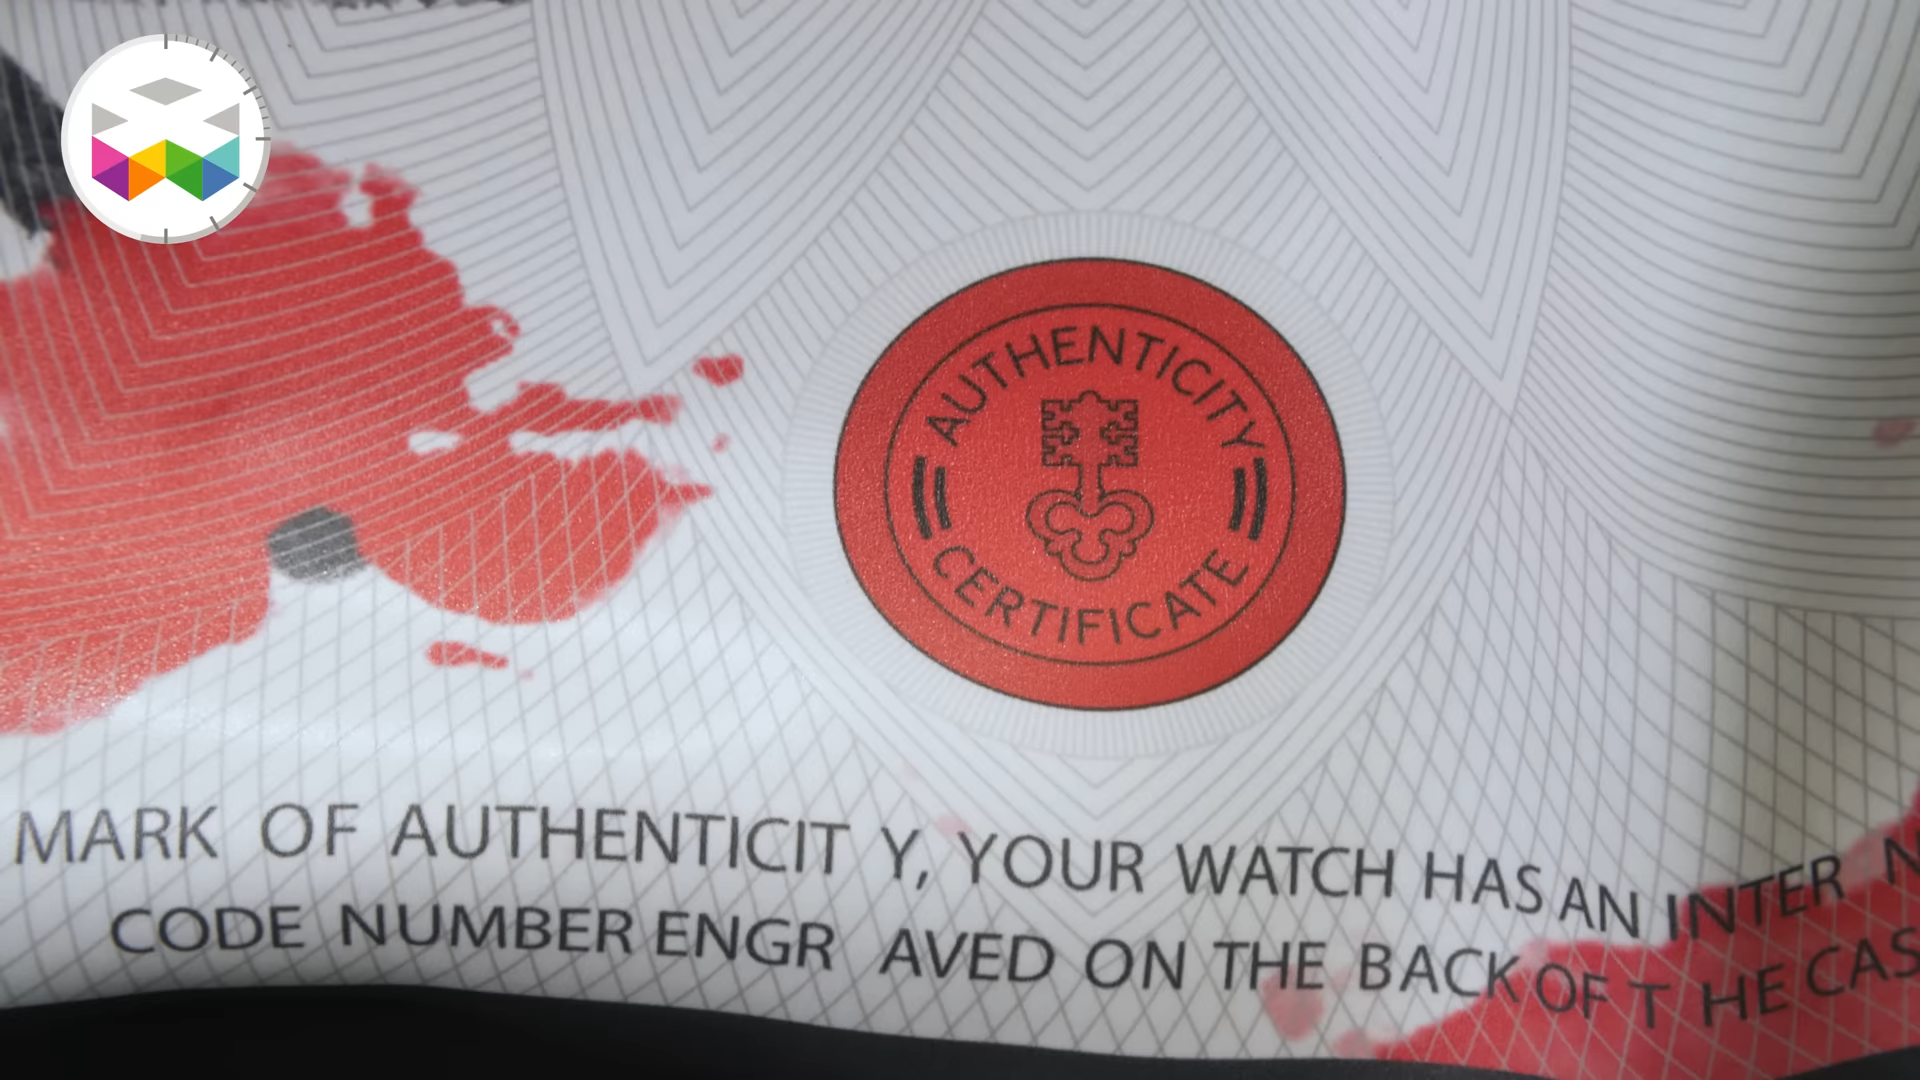 AUTHENTICITY
CERTIFICATE
MARK OF AUTHENTICIT Y, YOUR WATCH HAS AN INTER N
CODE NUMBER ENGR AVED ON THE BACK OF T HE CAS